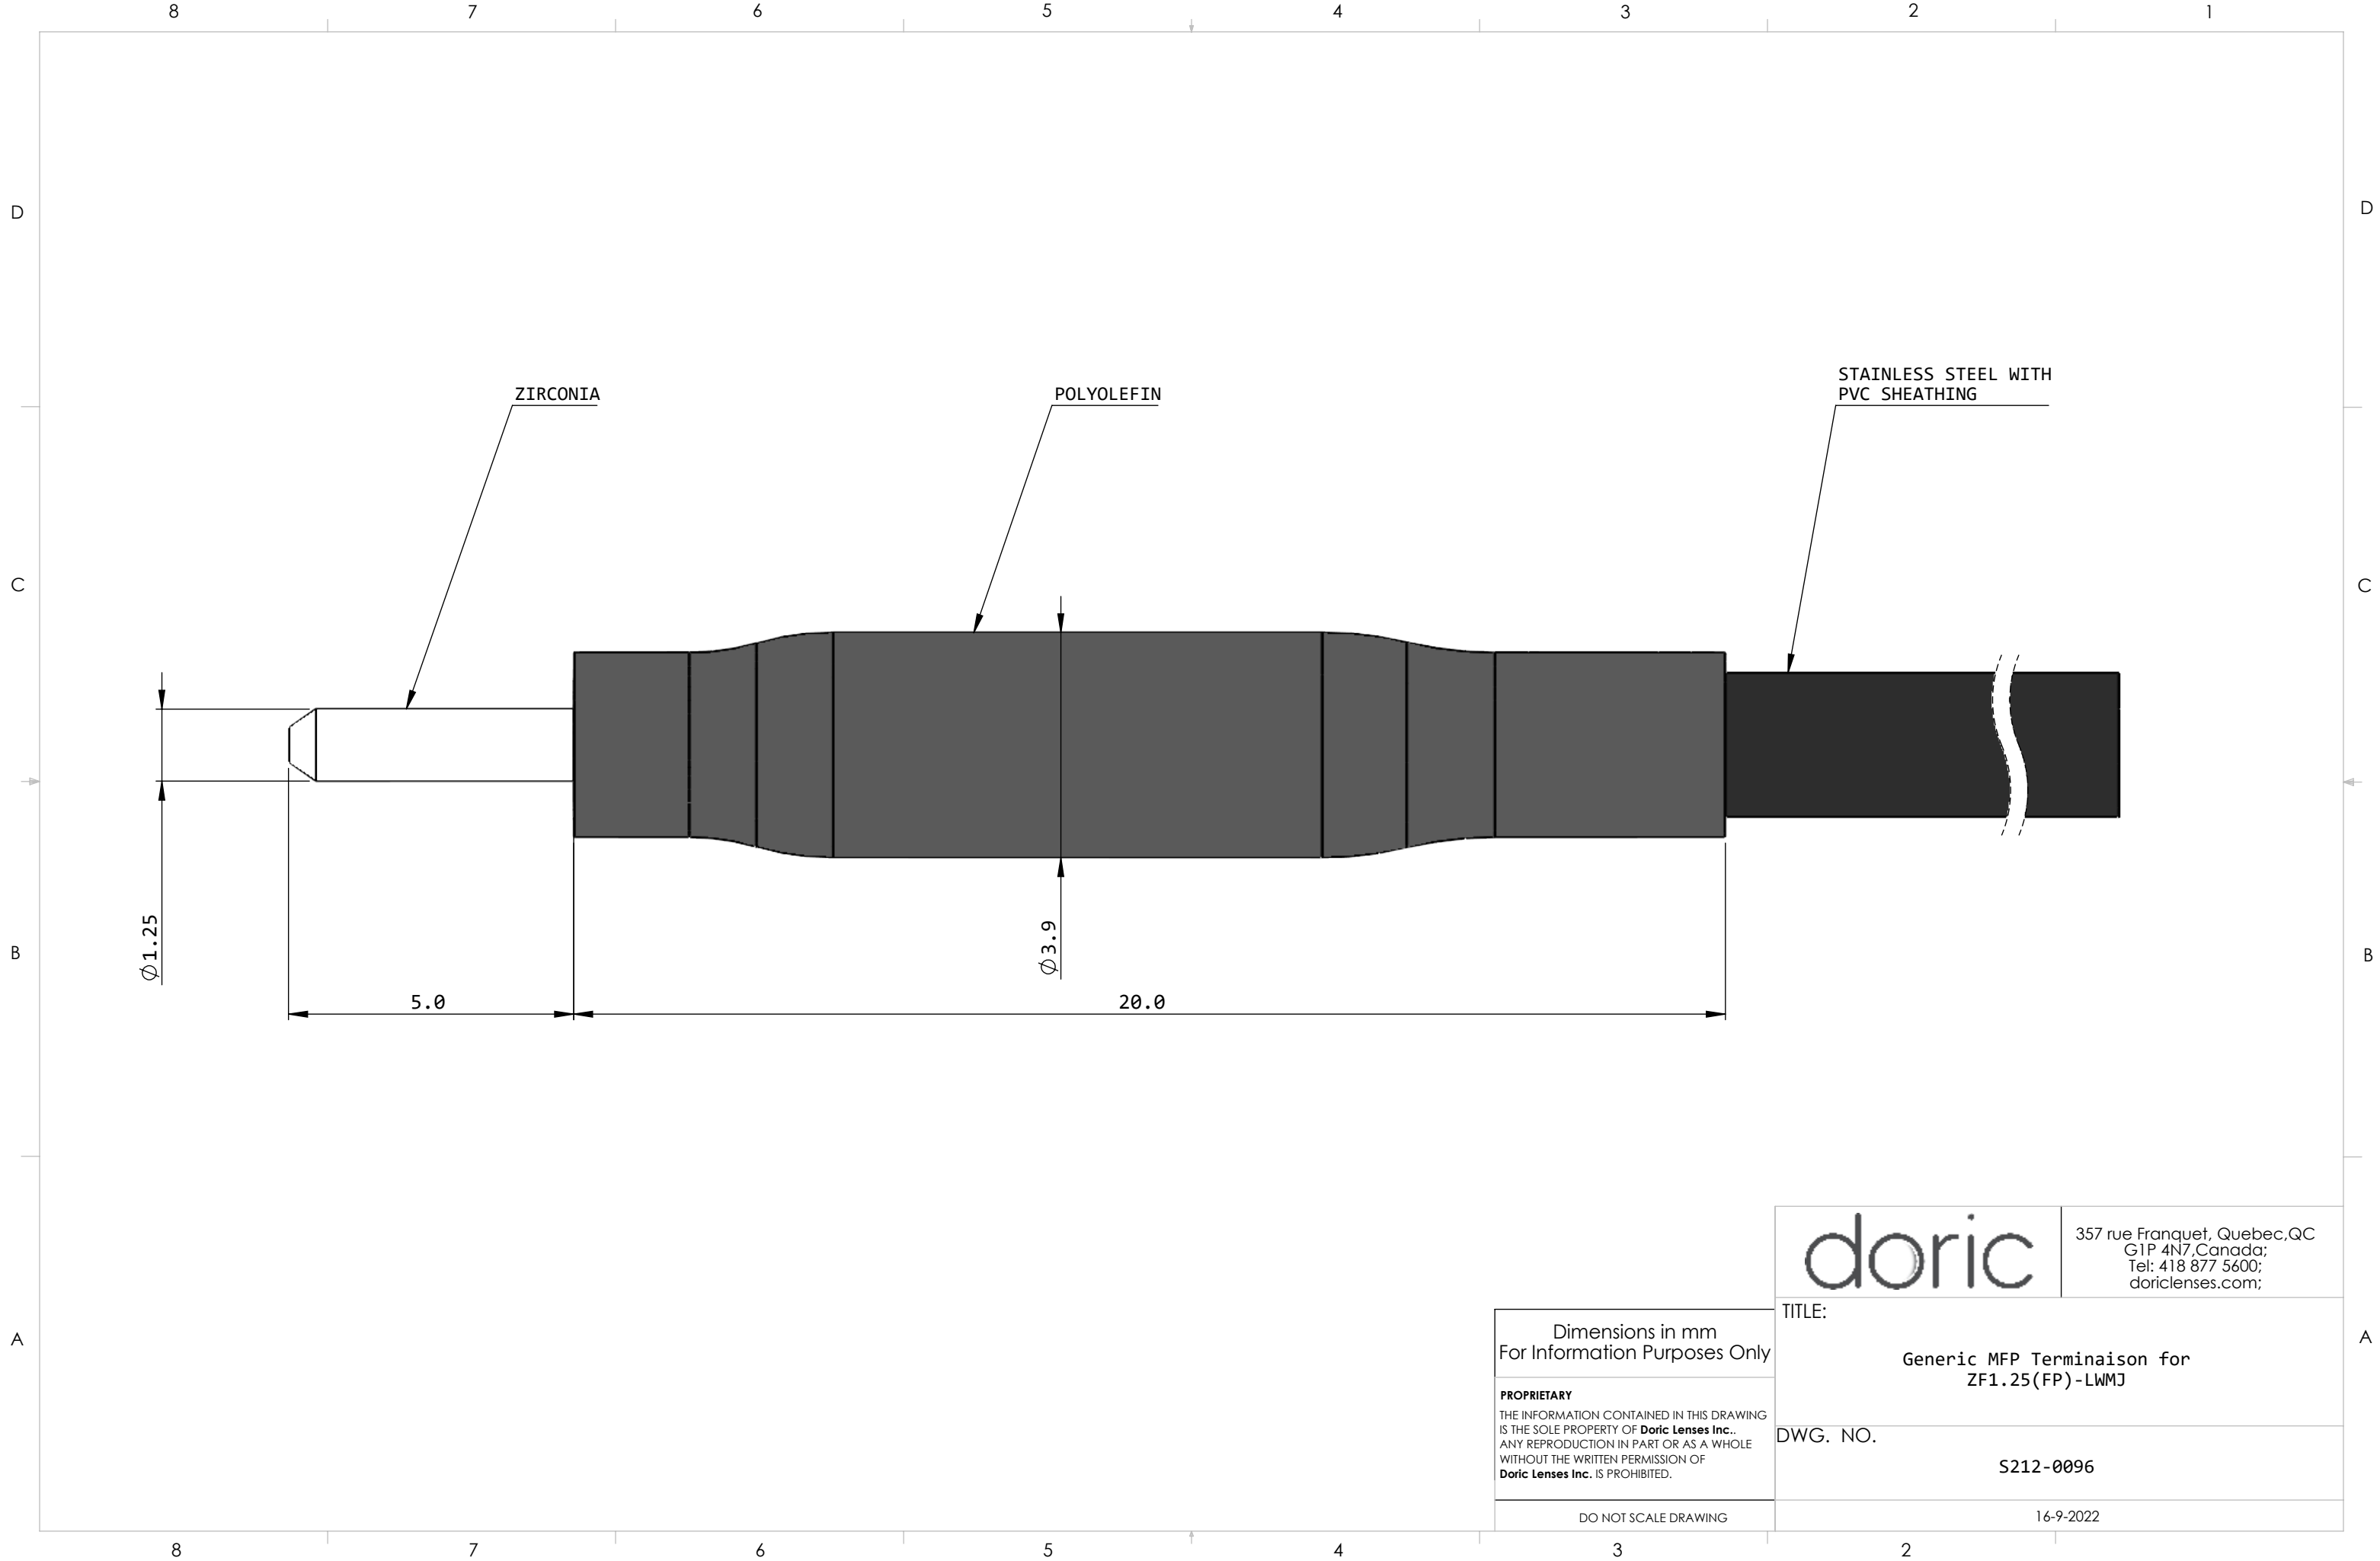 8 7 6 5 4 3 2 1
D D
ZIRCONIA
POLYOLEFIN
STAINLESS STEEL WITH
PVC SHEATHING
C C
B B
∅1.25
∅3.9
5.0
20.0
A A
doric
357 rue Franquet, Quebec,QC
G1P 4N7,Canada;
Tel: 418 877 5600;
doriclenses.com;
TITLE:
Generic MFP Terminaison for
ZF1.25(FP)-LWMJ
DWG. NO.
S212-0096
16-9-2022
Dimensions in mm
For Information Purposes Only
PROPRIETARY
THE INFORMATION CONTAINED IN THIS DRAWING
IS THE SOLE PROPERTY OF Doric Lenses Inc..
ANY REPRODUCTION IN PART OR AS A WHOLE
WITHOUT THE WRITTEN PERMISSION OF
Doric Lenses Inc. IS PROHIBITED.
DO NOT SCALE DRAWING
8 7 6 5 4 3 2